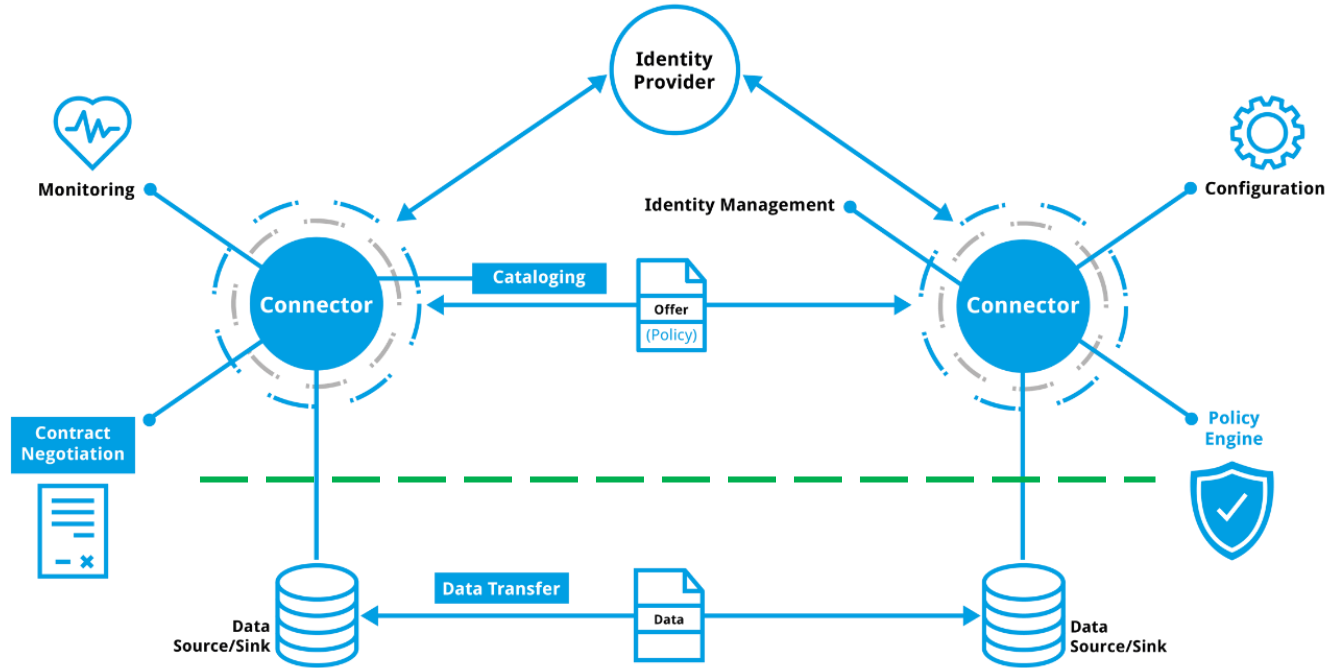 Identity
Provider
Monitoring
Configuration
Identity Management
Cataloging
Connector
Offer
(Policy)
Connector
Contract
Negotiation
Policy
Engine
Data Transfer
Data
Data
Source/Sink
Data
Source/Sink